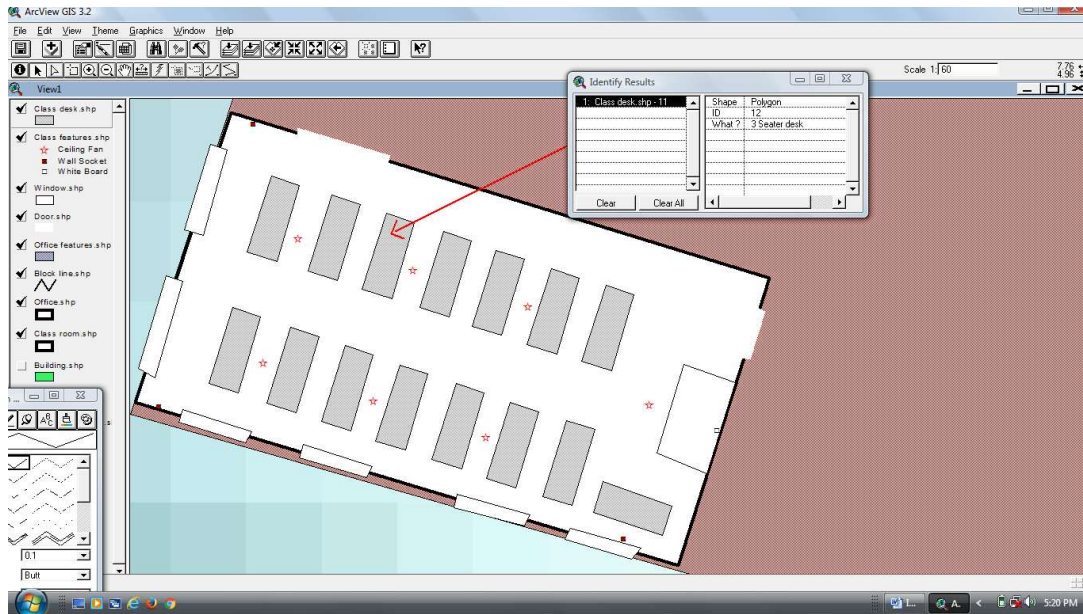 ArcView GIS 3.2
File Edit View Theme Graphics Window Help
Scale 1: 60
7.76
4.96
View1
Identify Results
1: Class desk.shp - 11
Shape Polygon
ID 12
What ? 3 Seater desk
Clear Clear All
Class desk.shp
Class features.shp
Ceiling Fan
Wall Socket
White Board
Window.shp
Door.shp
Office features.shp
Block line.shp
Office.shp
Class room.shp
Building.shp
0.1
Butt
A.
5:20 PM